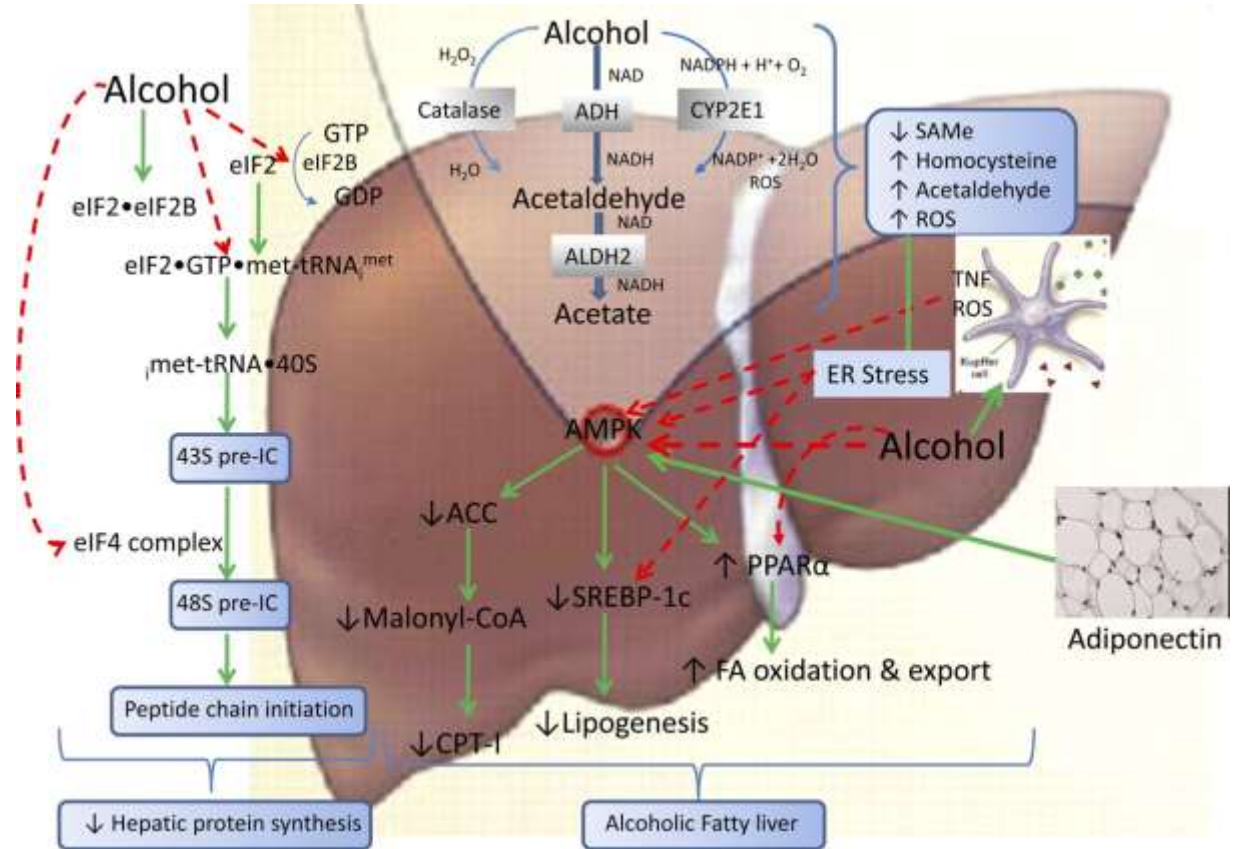 Alcohol
H₂O₂
NAD
NADPH + H⁺+ O₂
Catalase
ADH
CYP2E1
H₂O
NADH
NADP⁺ +2H₂O
ROS
Acetaldehyde
NAD
ALDH2
NADH
Acetate
Alcohol
GTP
eIF2
eIF2B
GDP
eIF2•eIF2B
eIF2•GTP•met-tRNAᵢᵐᵉᵗ
ᵢmet-tRNA•40S
43S pre-IC
eIF4 complex
48S pre-IC
Peptide chain initiation
↓ Hepatic protein synthesis
↓ SAMe
↑ Homocysteine
↑ Acetaldehyde
↑ ROS
TNF
ROS
Kupffer
cell
ER Stress
Alcohol
AMPK
↓ACC
↓Malonyl-CoA
↓CPT-I
↓SREBP-1c
↓Lipogenesis
↑ PPARα
↑ FA oxidation & export
Adiponectin
Alcoholic Fatty liver